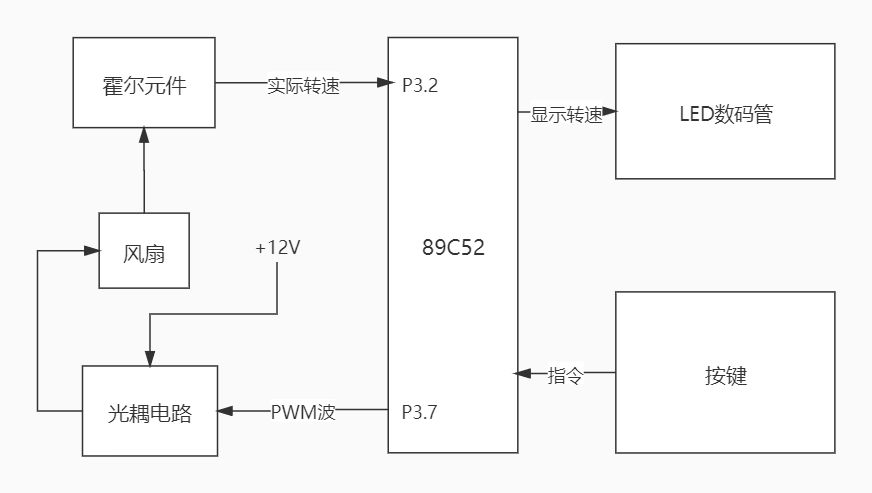 霍尔元件
实际转速
P3.2
显示转速
LED数码管
风扇
+12V
89C52
光耦电路
PWM波
P3.7
指令
按键